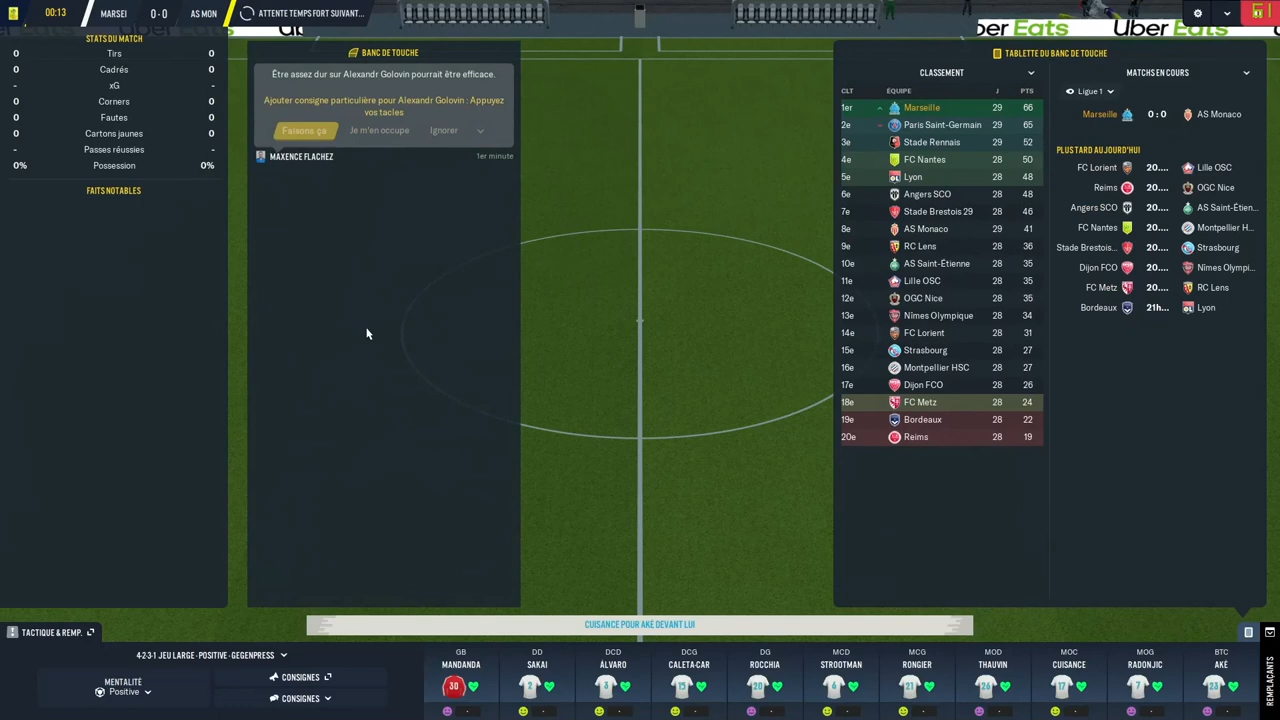 00:13 MARSEI 0-0 AS MON ATTENTE TEMPS FORT SUIVANT...
Uber Eats
STATS DU MATCH
0 Tirs 0
0 Cadrés 0
- xG -
0 Corners 0
0 Fautes 0
0 Cartons jaunes 0
- Passes réussies -
0% Possession 0%
FAITS NOTABLES
BANC DE TOUCHE
Être assez dur sur Alexandr Golovin pourrait être efficace.
Ajouter consigne particulière pour Alexandr Golovin : Appuyez
vos tacles
Faisons ça Je m'en occupe Ignorer
MAXENCE FLACHEZ 1er minute
TABLETTE DU BANC DE TOUCHE
CLASSEMENT
CLT ÉQUIPE J PTS
1er Marseille 29 66
2e Paris Saint-Germain 29 65
3e Stade Rennais 29 52
4e FC Nantes 28 50
5e Lyon 28 48
6e Angers SCO 28 48
7e Stade Brestois 29 28 46
8e AS Monaco 29 41
9e RC Lens 28 36
10e AS Saint-Étienne 28 35
11e Lille OSC 28 35
12e OGC Nice 28 35
13e Nîmes Olympique 28 34
14e FC Lorient 28 31
15e Strasbourg 28 27
16e Montpellier HSC 28 27
17e Dijon FCO 28 26
18e FC Metz 28 24
19e Bordeaux 28 22
20e Reims 28 19
MATCHS EN COURS
Ligue 1
Marseille 0 : 0 AS Monaco
PLUS TARD AUJOURD'HUI
FC Lorient 20.... Lille OSC
Reims 20.... OGC Nice
Angers SCO 20.... AS Saint-Étien...
FC Nantes 20.... Montpellier H...
Stade Brestois... 20.... Strasbourg
Dijon FCO 20.... Nîmes Olympi...
FC Metz 20.... RC Lens
Bordeaux 21h... Lyon
CUISANCE POUR AKÉ DEVANT LUI
TACTIQUE & REMP.
4-2-3-1 JEU LARGE · POSITIVE · GEGENPRESS
MENTALITÉ
Positive
CONSIGNES
CONSIGNES
GB DD DCD DCG DG MCD MCG MOD MOC MOG BTC
MANDANDA SAKAI ÁLVARO CALETA-CAR ROCCHIA STROOTMAN RONGIER THAUVIN CUISANCE RADONJIC AKÉ
30 2 3 15 20 6 21 26 17 7 23
REMPLAÇANTS